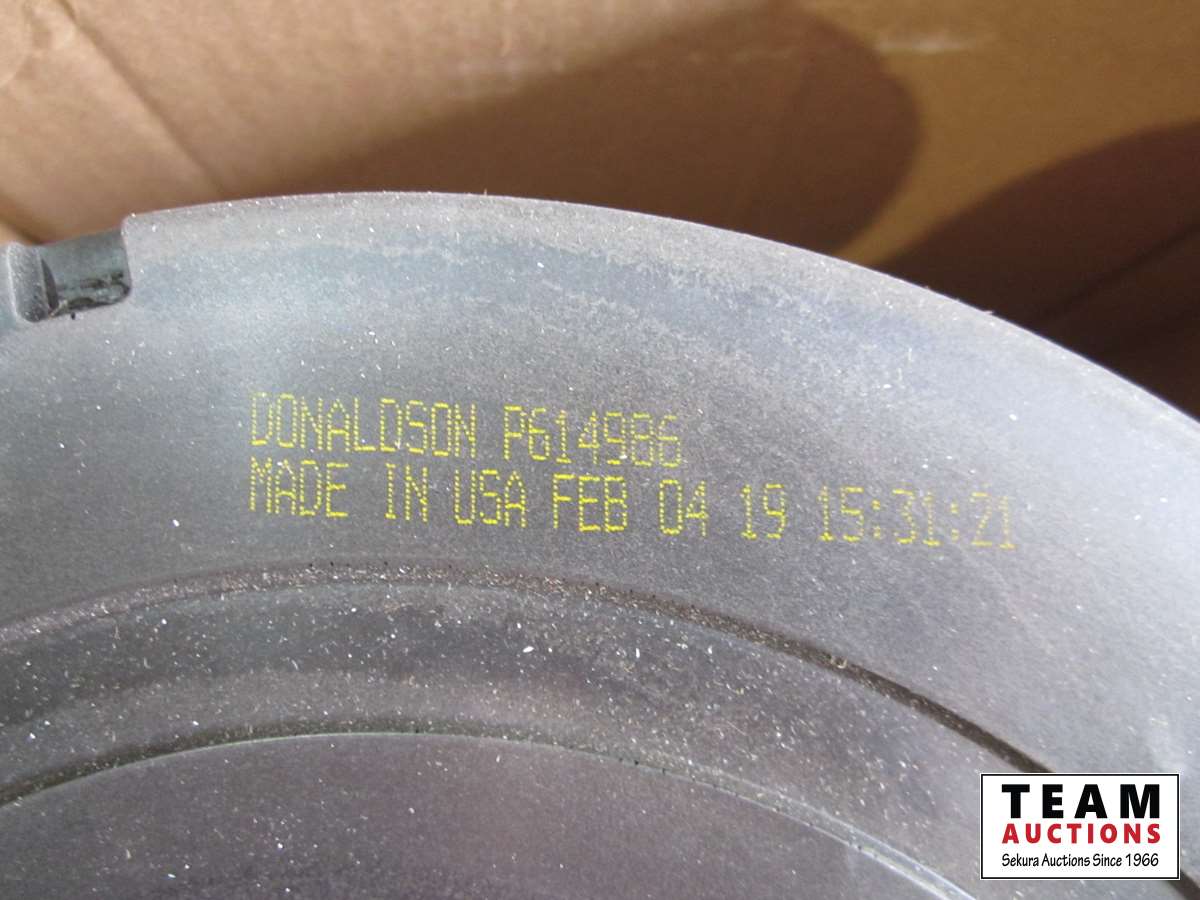 DONALDSON P614986
MADE IN USA FEB 04 19 15:31:21
TEAM
AUCTIONS
Sekura Auctions Since 1966